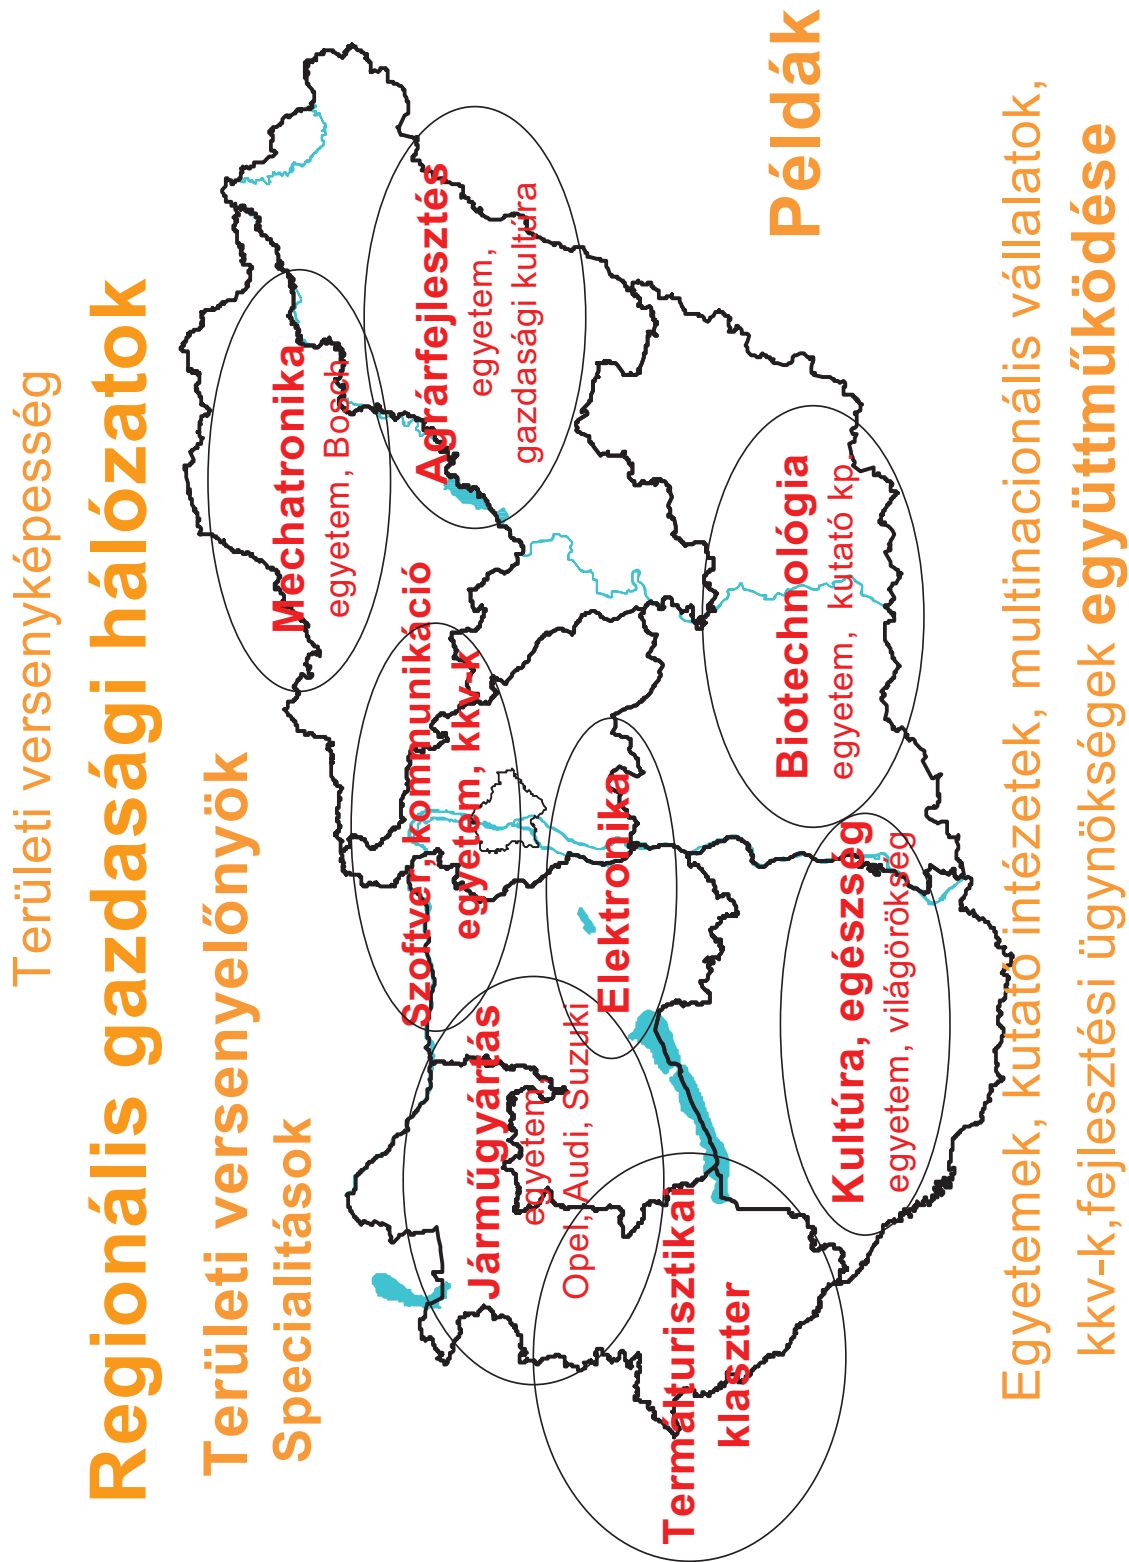 Területi versenyképesség
Regionális gazdasági hálózatok
Területi versenyelőnyök
Specialitások
Mechatronika
egyetem, Bosch
Szoftver, kommunikáció
egyetem, kkv-k
Agrárfejlesztés
egyetem,
gazdasági kultúra
Járműgyártás
egyetem,
Opel, Audi, Suzuki
Elektronika
Termálturisztikai
klaszter
Biotechnológia
egyetem, kutató kp.
Kultúra, egészség
egyetem, világörökség
Példák
Egyetemek, kutató intézetek, multinacionális vállalatok,
kkv-k,fejlesztési ügynökségek együttműködése